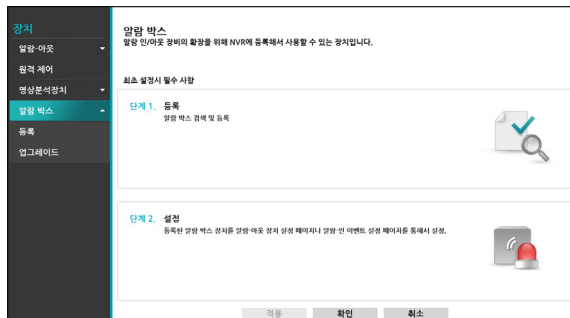 장치
알람-아웃
원격 제어
영상분석장치
알람 박스
등록
업그레이드
알람 박스
알람 인/아웃 장비의 확장을 위해 NVR에 등록해서 사용할 수 있는 장치입니다.
최초 설정시 필수 사항
단계 1. 등록
알람 박스 검색 및 등록
단계 2. 설정
등록된 알람 박스 장치를 알람-아웃 장치 설정 페이지나 알람-인 이벤트 설정 페이지를 통해서 설정.
적용 확인 취소